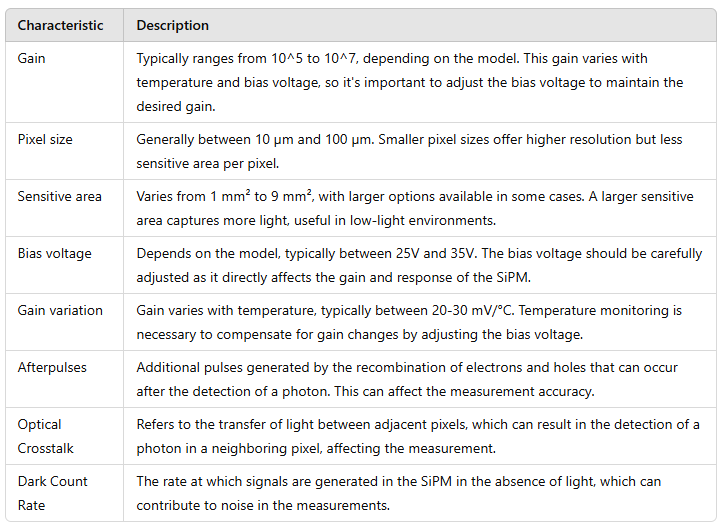 Characteristic Description
Gain Typically ranges from 10^5 to 10^7, depending on the model. This gain varies with
temperature and bias voltage, so it's important to adjust the bias voltage to maintain the
desired gain.
Pixel size Generally between 10 μm and 100 μm. Smaller pixel sizes offer higher resolution but less
sensitive area per pixel.
Sensitive area Varies from 1 mm² to 9 mm², with larger options available in some cases. A larger sensitive
area captures more light, useful in low-light environments.
Bias voltage Depends on the model, typically between 25V and 35V. The bias voltage should be carefully
adjusted as it directly affects the gain and response of the SiPM.
Gain variation Gain varies with temperature, typically between 20-30 mV/°C. Temperature monitoring is
necessary to compensate for gain changes by adjusting the bias voltage.
Afterpulses Additional pulses generated by the recombination of electrons and holes that can occur
after the detection of a photon. This can affect the measurement accuracy.
Optical Refers to the transfer of light between adjacent pixels, which can result in the detection of a
Crosstalk photon in a neighboring pixel, affecting the measurement.
Dark Count The rate at which signals are generated in the SiPM in the absence of light, which can
Rate contribute to noise in the measurements.